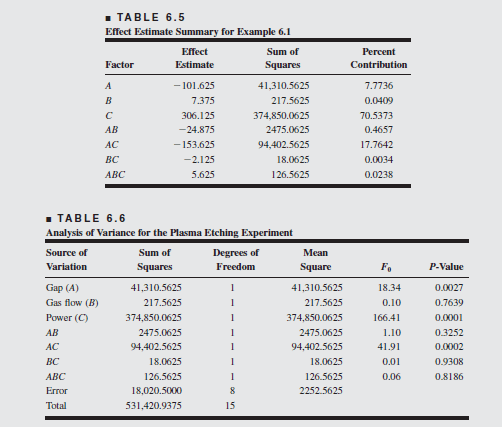 ■ TABLE 6.5
Effect Estimate Summary for Example 6.1
Effect Sum of Percent
Factor Estimate Squares Contribution
A −101.625 41,310.5625 7.7736
B 7.375 217.5625 0.0409
C 306.125 374,850.0625 70.5373
AB −24.875 2475.0625 0.4657
AC −153.625 94,402.5625 17.7642
BC −2.125 18.0625 0.0034
ABC 5.625 126.5625 0.0238
■ TABLE 6.6
Analysis of Variance for the Plasma Etching Experiment
Source of Sum of Degrees of Mean
Variation Squares Freedom Square F0 P-Value
Gap (A) 41,310.5625 1 41,310.5625 18.34 0.0027
Gas flow (B) 217.5625 1 217.5625 0.10 0.7639
Power (C) 374,850.0625 1 374,850.0625 166.41 0.0001
AB 2475.0625 1 2475.0625 1.10 0.3252
AC 94,402.5625 1 94,402.5625 41.91 0.0002
BC 18.0625 1 18.0625 0.01 0.9308
ABC 126.5625 1 126.5625 0.06 0.8186
Error 18,020.5000 8 2252.5625
Total 531,420.9375 15